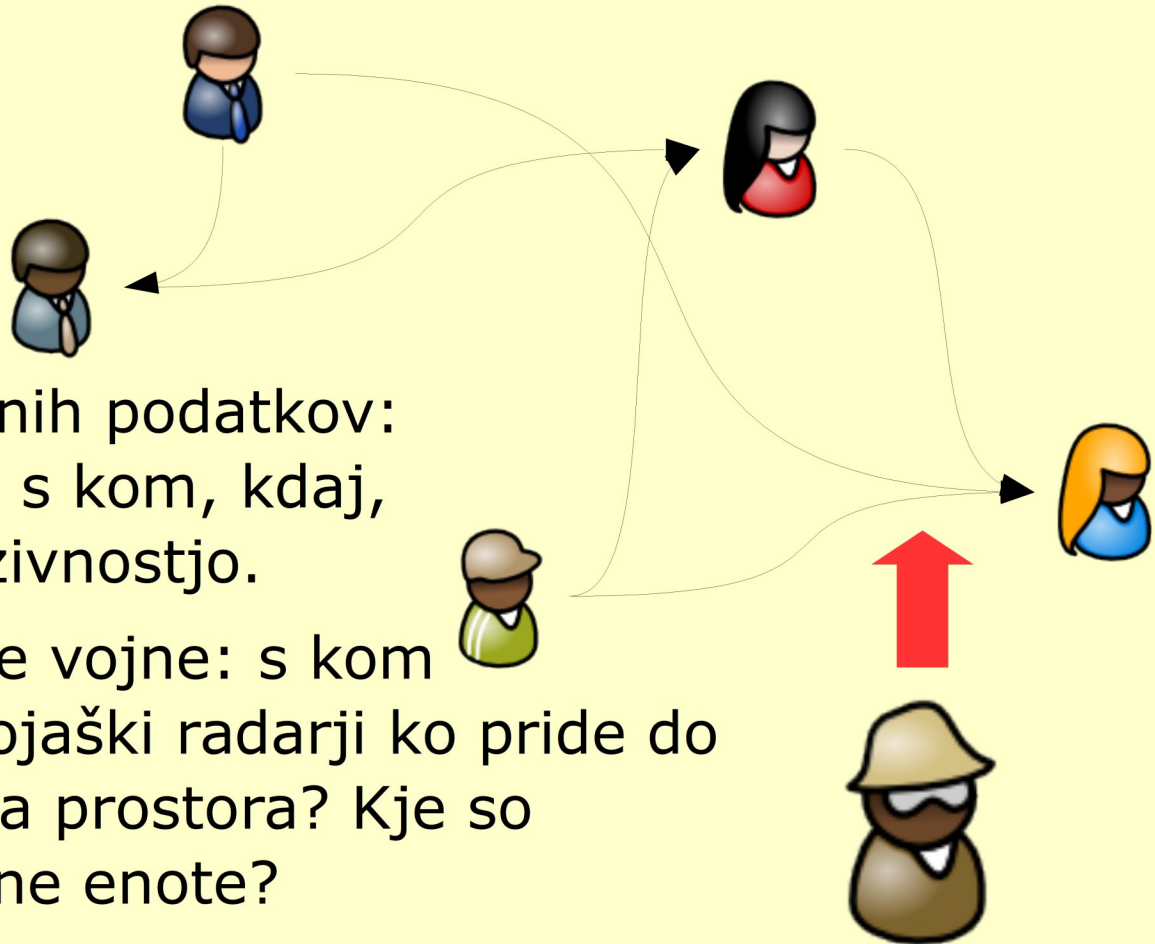 nih podatkov:
s kom, kdaj,
zivnostjo.
e vojne: s kom
ojaški radarji ko pride do
a prostora? Kje so
ne enote?